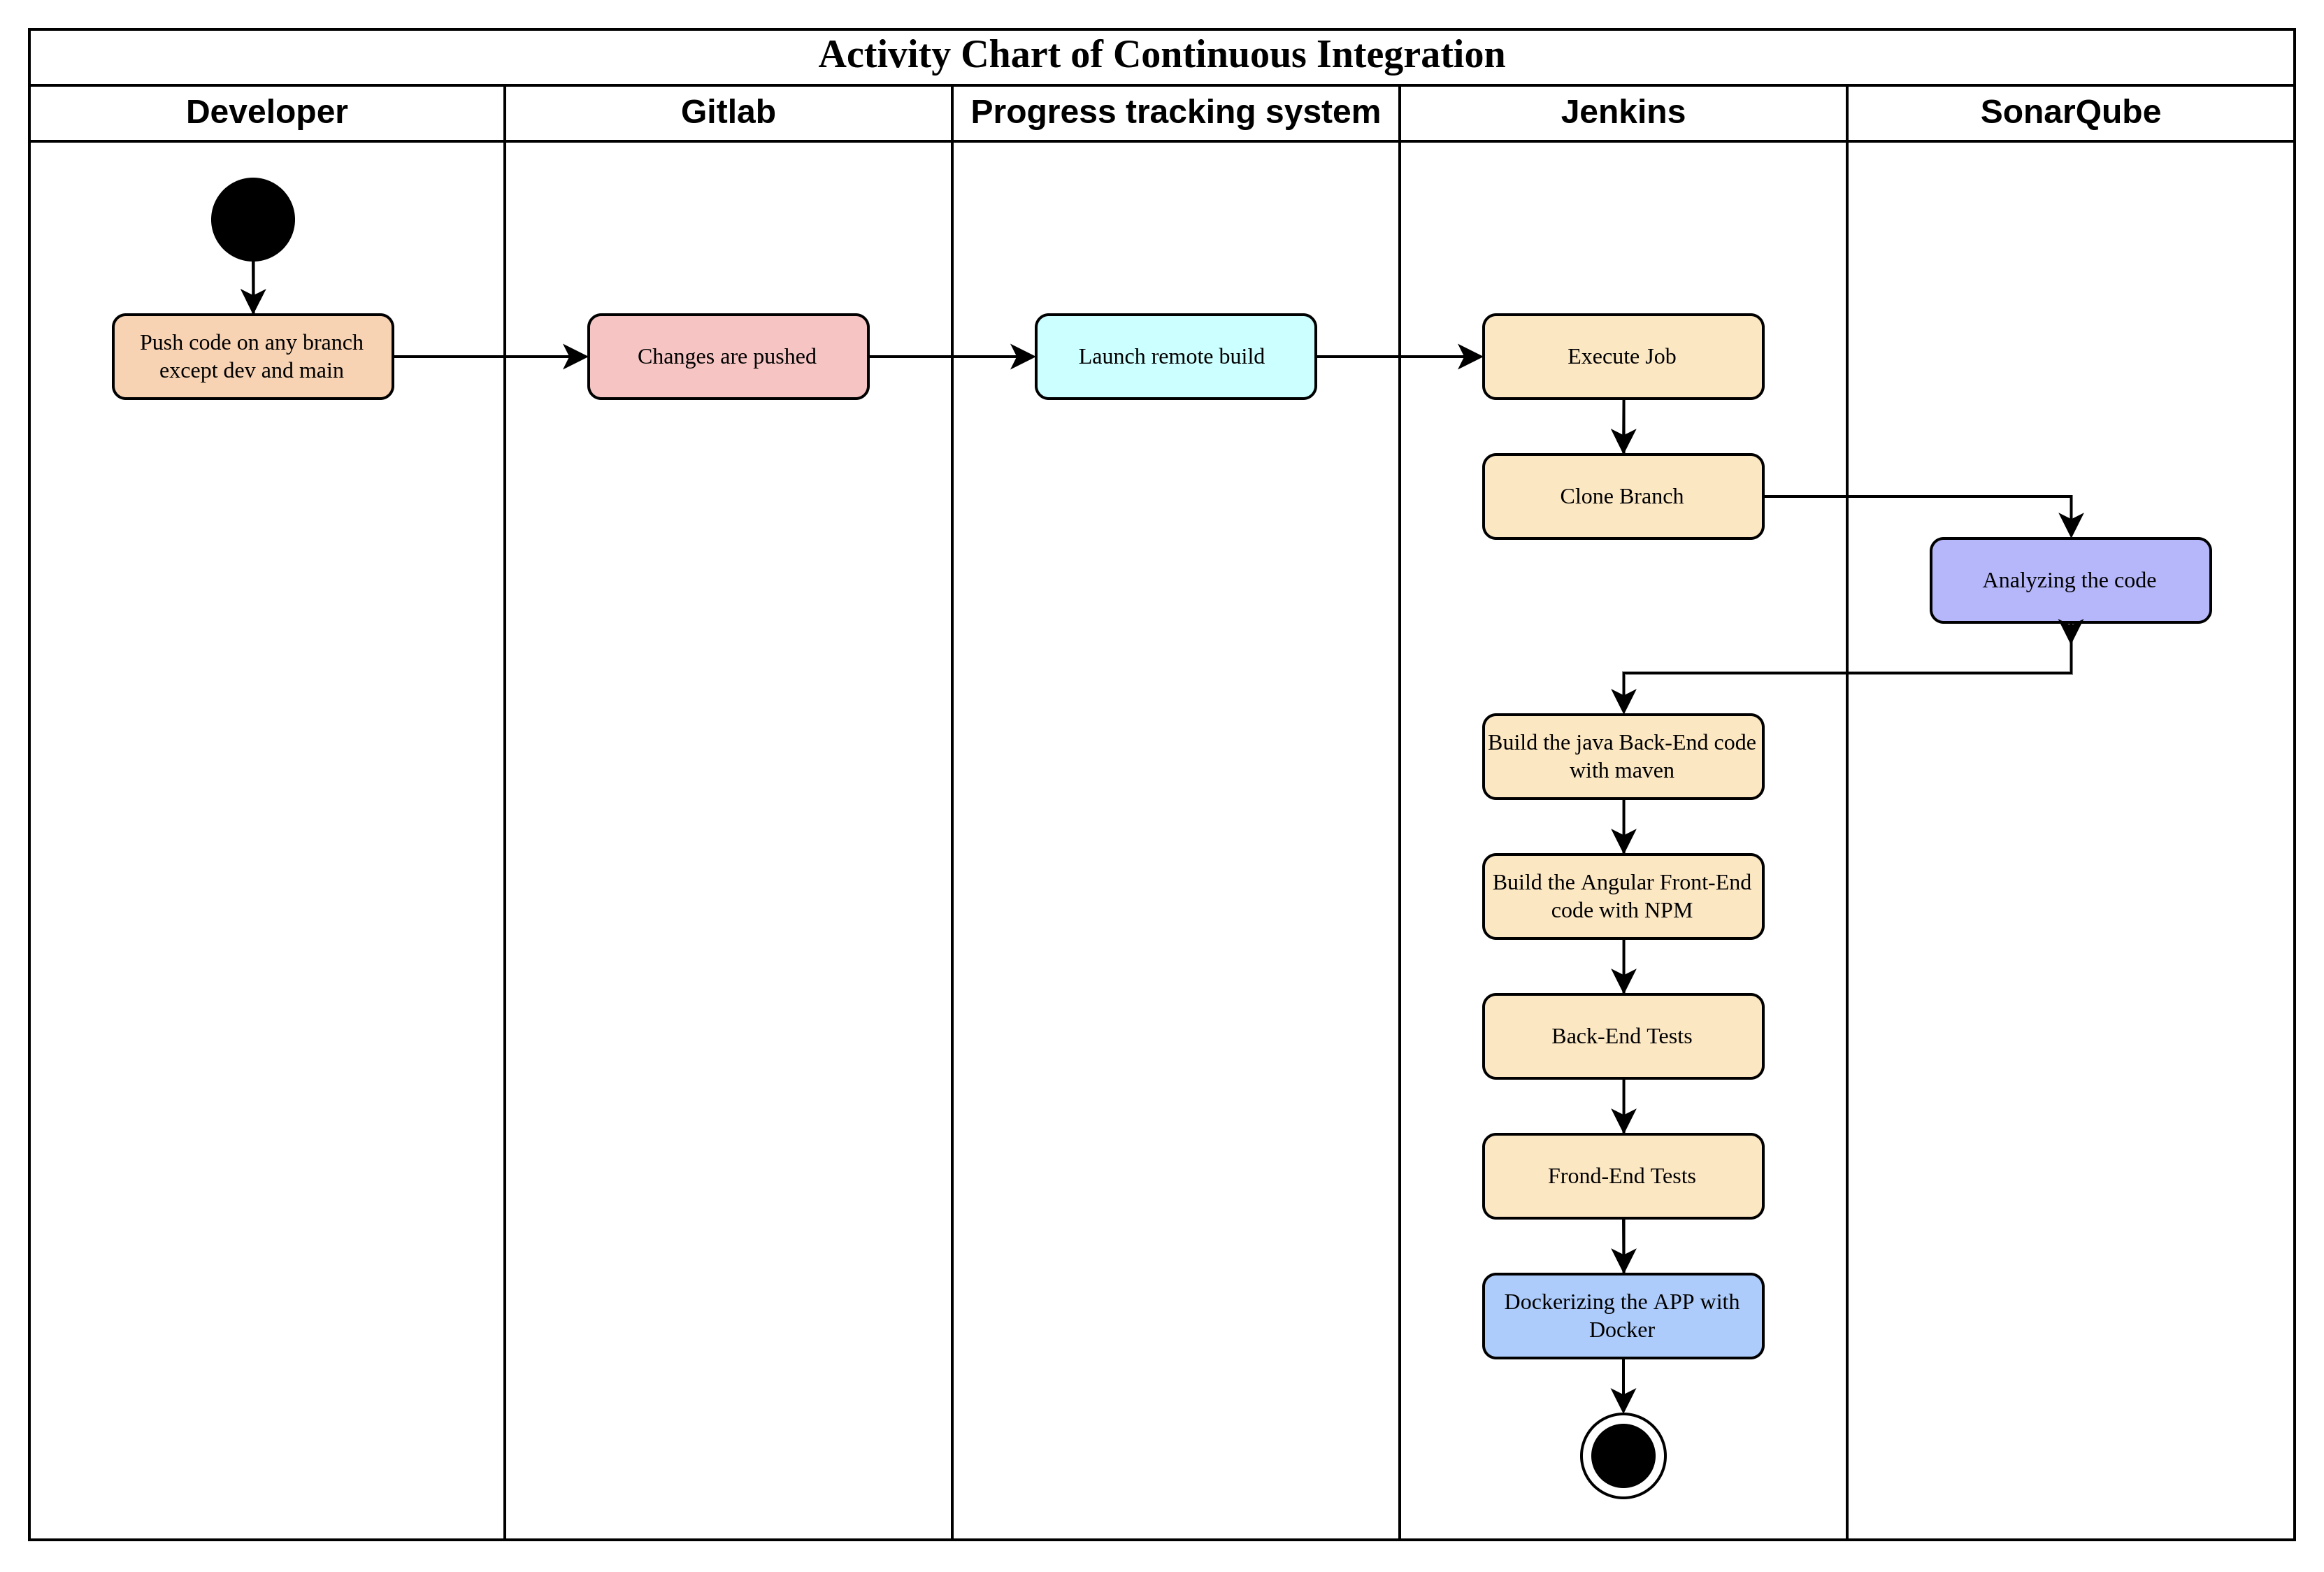 Activity Chart of Continuous Integration
Developer
Gitlab
Progress tracking system
Jenkins
SonarQube
Push code on any branch
except dev and main
Changes are pushed
Launch remote build
Execute Job
Clone Branch
Analyzing the code
Build the java Back-End code
with maven
Build the Angular Front-End
code with NPM
Back-End Tests
Frond-End Tests
Dockerizing the APP with
Docker